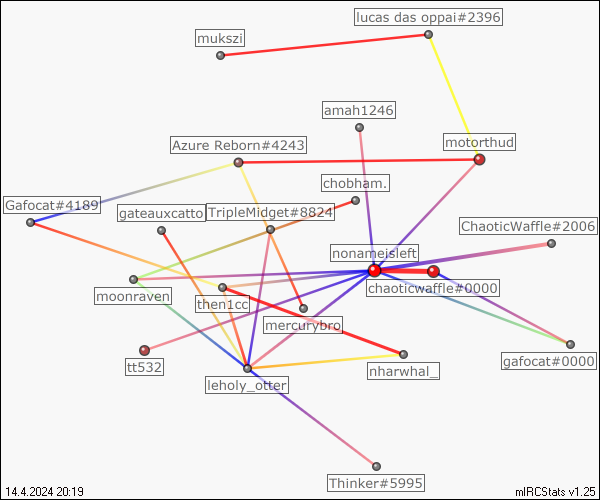 lucas das oppai#2396
mukszi
amah1246
motorthud
Azure Reborn#4243
chobham.
Gafocat#4189
gateauxcatto
TripleMidget#8824
ChaoticWaffle#2006
nonameisleft
chaoticwaffle#0000
moonraven
then1cc
mercurybro
gafocat#0000
tt532
nharwhal_
leholy_otter
Thinker#5995
14.4.2024 20:19
mIRCStats v1.25